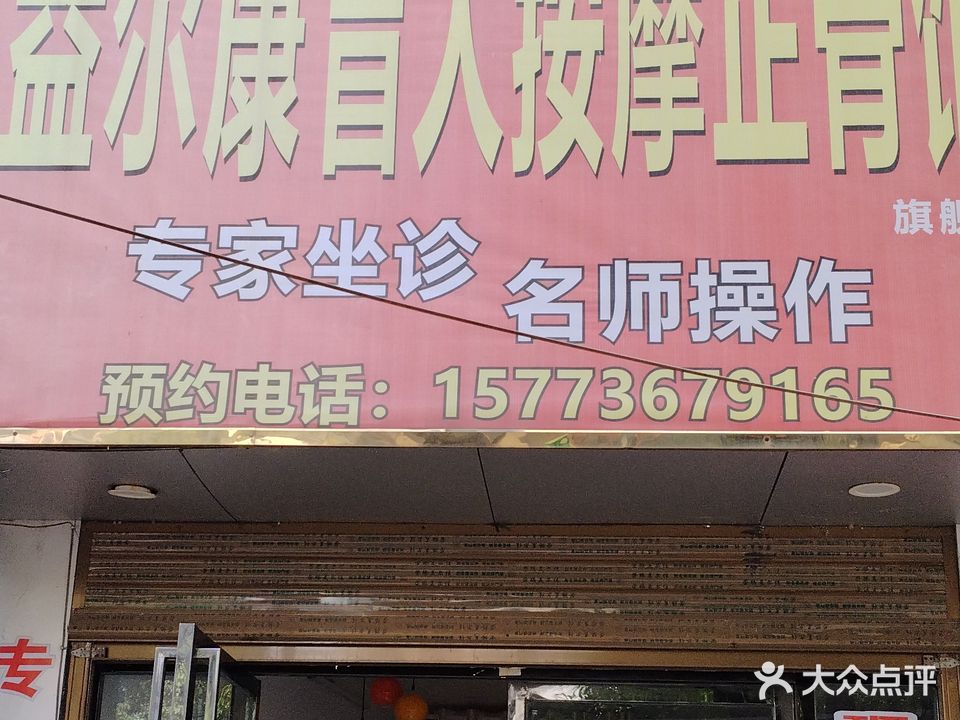 益尔康盲人按摩正骨馆
旗舰
专家坐诊
名师操作
预约电话：15773679165
专
大众点评